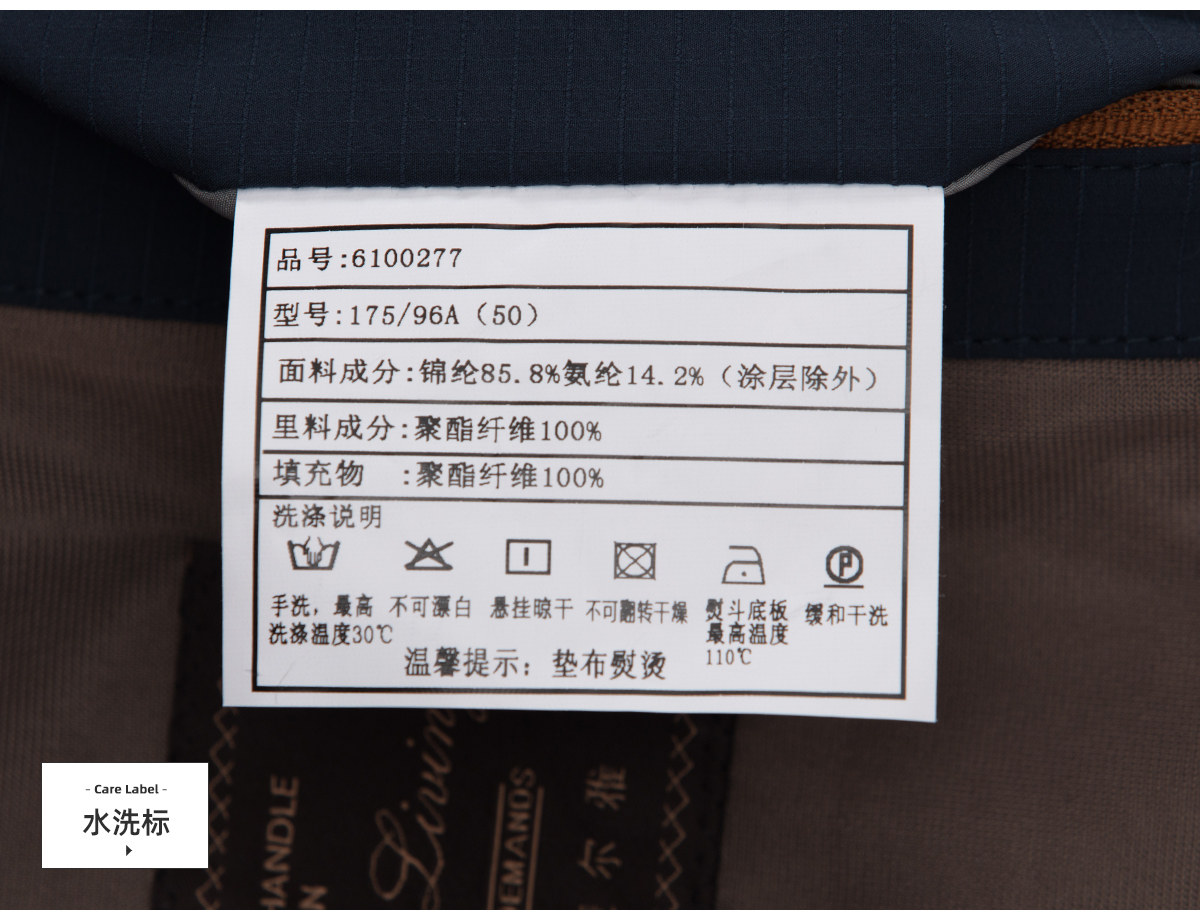 品号:6100277
型号:175/96A（50）
面料成分:锦纶85.8%氨纶14.2%（涂层除外）
里料成分:聚酯纤维100%
填充物 :聚酯纤维100%
洗涤说明
P
手洗，最高
洗涤温度30℃
不可漂白
悬挂晾干
不可翻转干燥
熨斗底板
最高温度
110℃
缓和干洗
温馨提示：垫布熨烫
- Care Label -
水洗标
HANDLE
Living
DEMANDS
尔雅